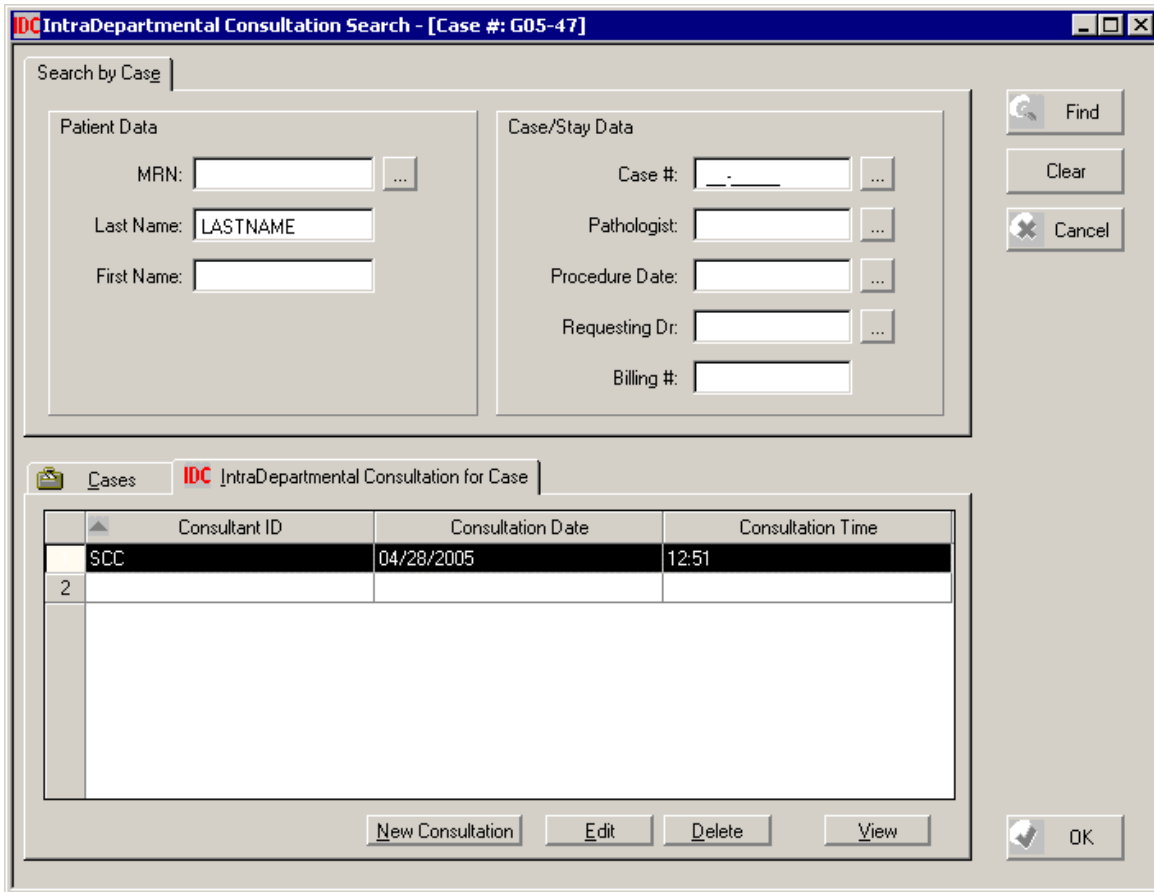 IDC IntraDepartmental Consultation Search - [Case #: G05-47]
Search by Case
Patient Data
MRN: ...
Last Name: LASTNAME
First Name:
Case/Stay Data
Case #: __-_____ ...
Pathologist: ...
Procedure Date: ...
Requesting Dr: ...
Billing #:
Find
Clear
Cancel
Cases
IDC IntraDepartmental Consultation for Case
Consultant ID Consultation Date Consultation Time
SCC 04/28/2005 12:51
2
New Consultation Edit Delete View
OK